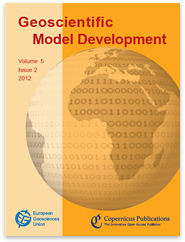 Geoscientific
Model Development
Volume 5
Issue 2
2012
European
Geosciences
Union
Copernicus Publications
The Innovative Open Access Publisher